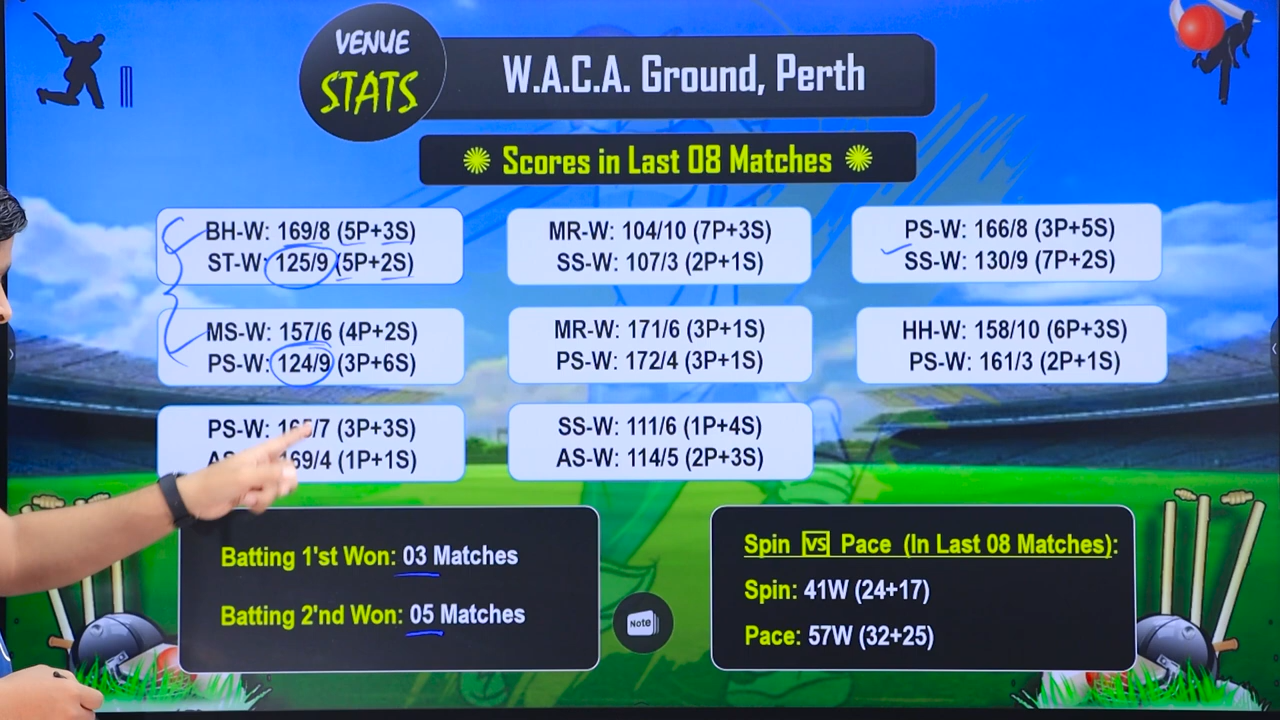 VENUE
STATS
W.A.C.A. Ground, Perth
Scores in Last 08 Matches
BH-W: 169/8 (5P+3S)
ST-W: 125/9 (5P+2S)
MR-W: 104/10 (7P+3S)
SS-W: 107/3 (2P+1S)
PS-W: 166/8 (3P+5S)
SS-W: 130/9 (7P+2S)
MS-W: 157/6 (4P+2S)
PS-W: 124/9 (3P+6S)
MR-W: 171/6 (3P+1S)
PS-W: 172/4 (3P+1S)
HH-W: 158/10 (6P+3S)
PS-W: 161/3 (2P+1S)
PS-W: /7 (3P+3S)
169/4 (1P+1S)
SS-W: 111/6 (1P+4S)
AS-W: 114/5 (2P+3S)
Batting 1'st Won: 03 Matches
Batting 2'nd Won: 05 Matches
Note
Spin VS Pace (In Last 08 Matches):
Spin: 41W (24+17)
Pace: 57W (32+25)